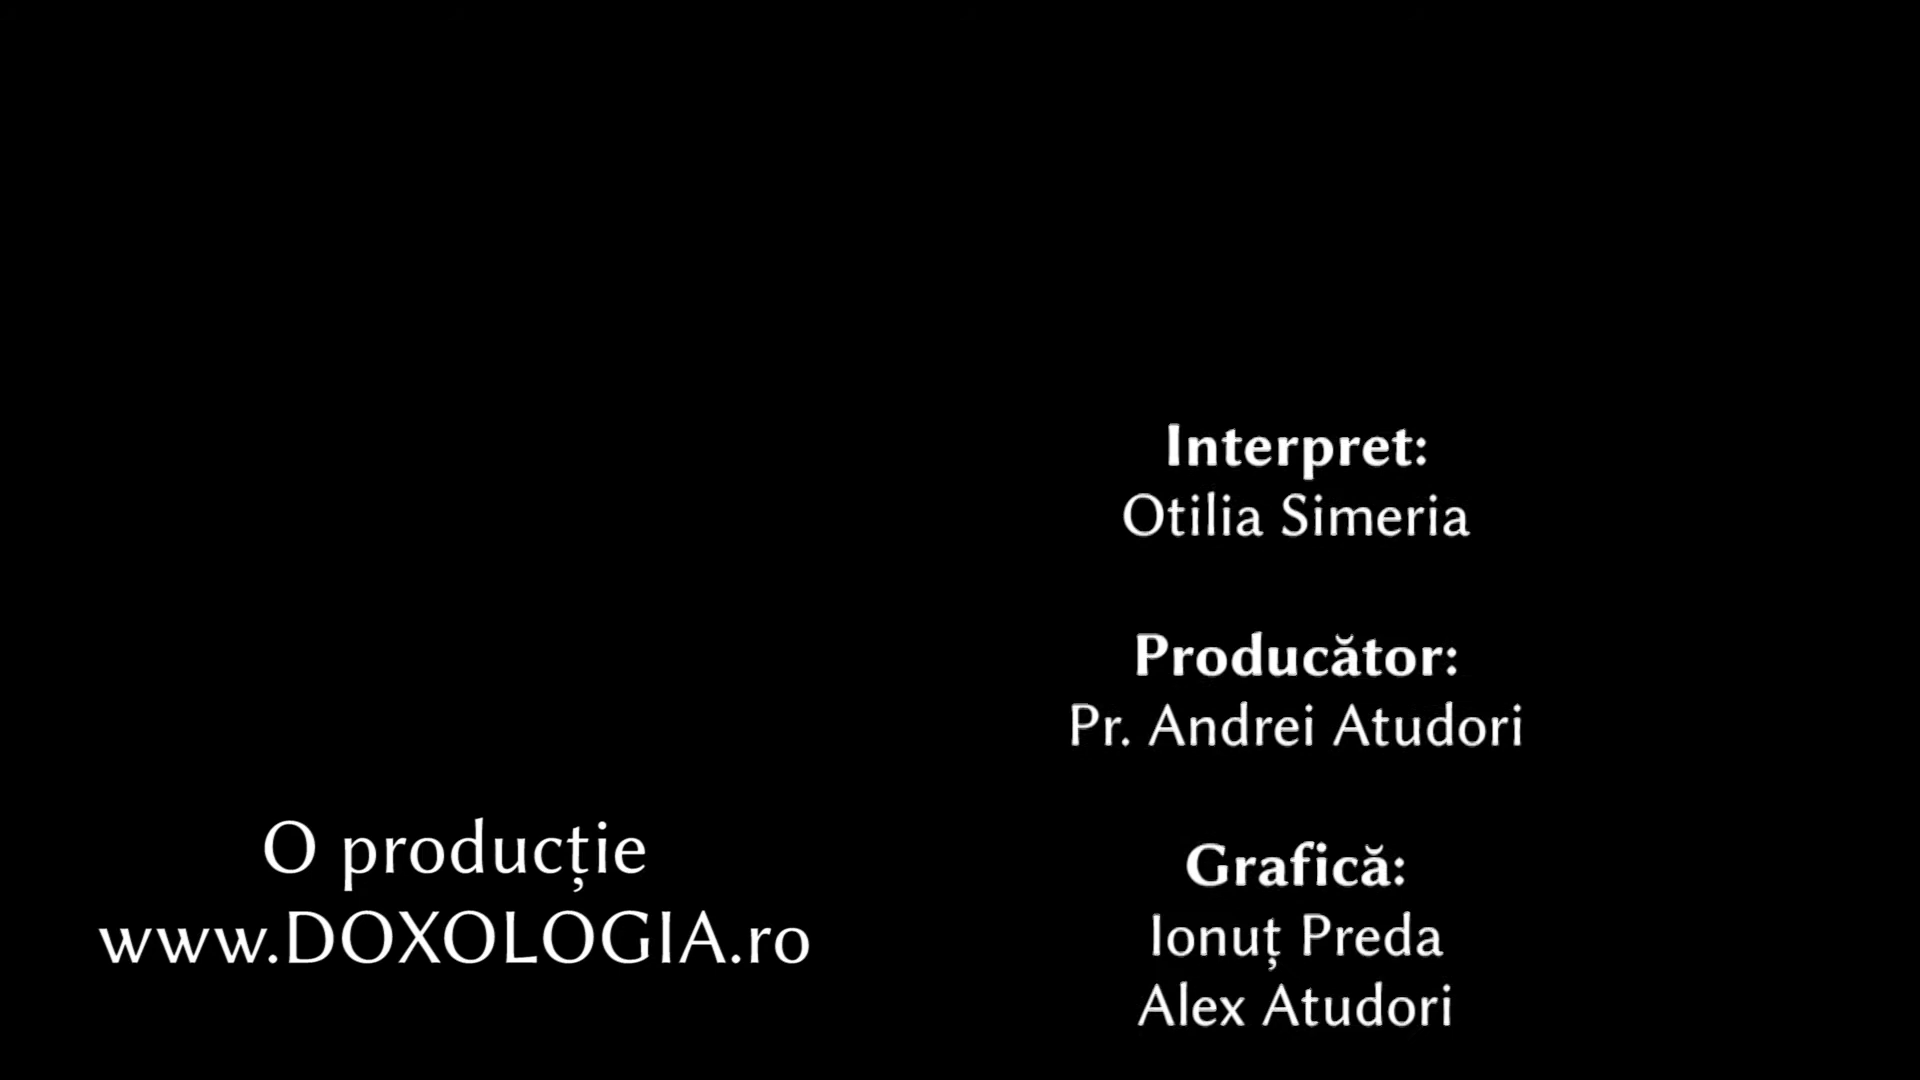 O producție
www.DOXOLOGIA.ro
Interpret:
Otilia Simeria
Producător:
Pr. Andrei Atudori
Grafică:
Ionuț Preda
Alex Atudori